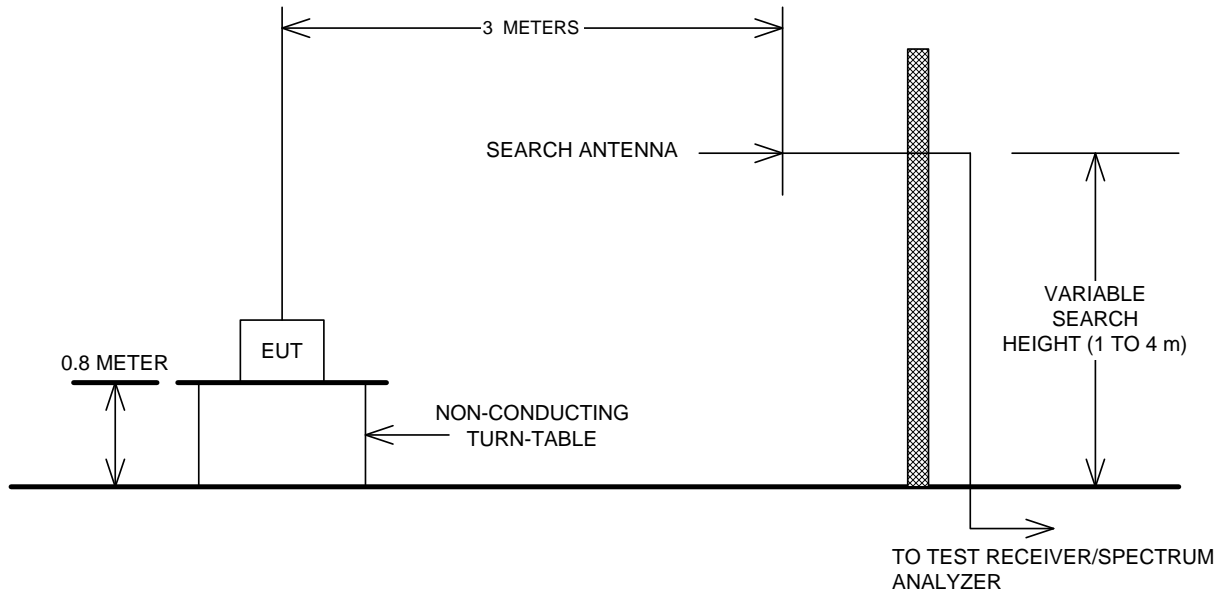 3 METERS
SEARCH ANTENNA
VARIABLE
SEARCH
HEIGHT (1 TO 4 m)
EUT
0.8 METER
NON-CONDUCTING
TURN-TABLE
TO TEST RECEIVER/SPECTRUM
ANALYZER